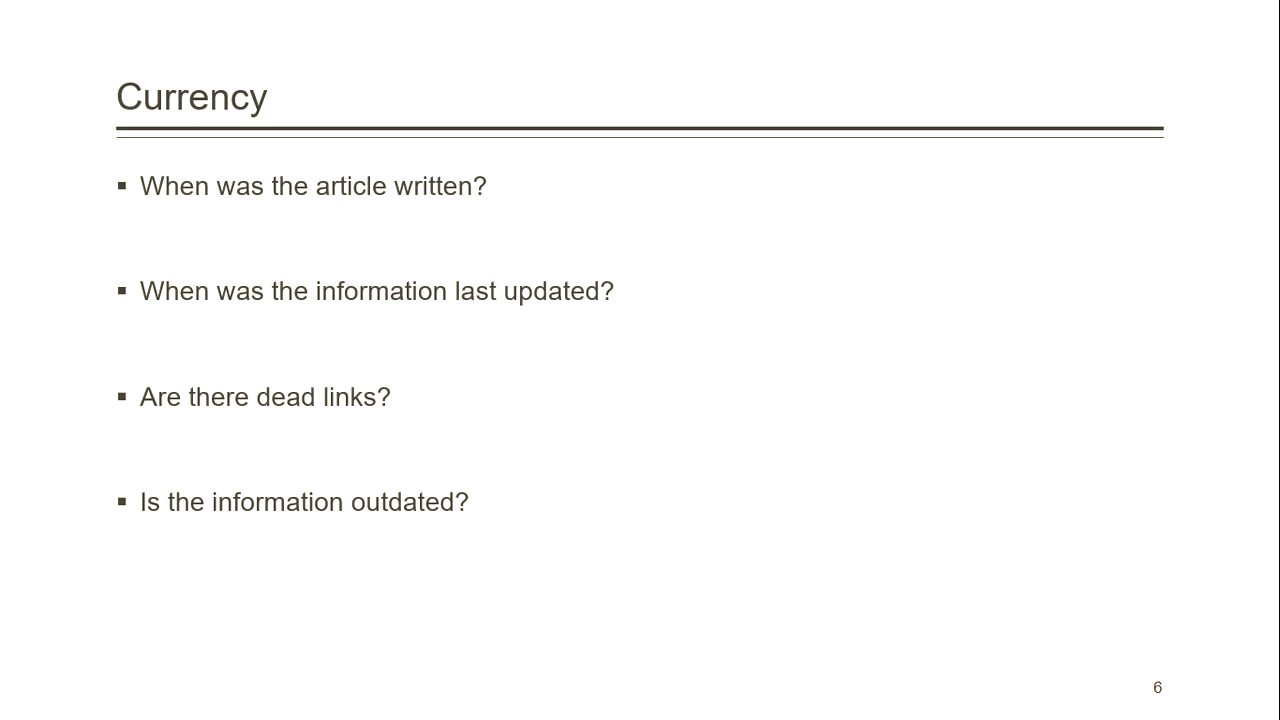 Currency
▪ When was the article written?
▪ When was the information last updated?
▪ Are there dead links?
▪ Is the information outdated?
6